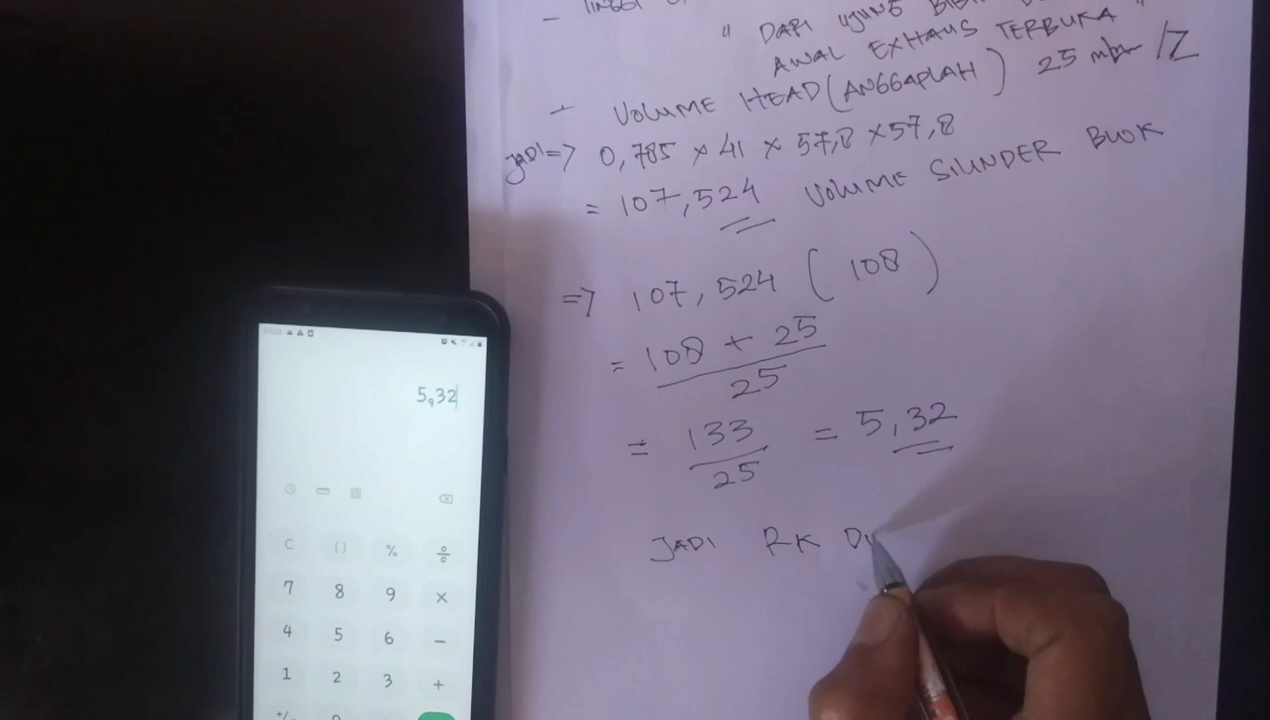 " DARI UJUNG
AWAL EXHAUS TERBUKA "
- VOLUME HEAD (ANGGAPLAH) 25 mbr /Z
JADI => 0,785 × 41 × 57,8 × 57,8
= 107,524 VOLUME SILINDER BLOK
=> 107,524 ( 108 )
= 108 + 25
25
= 133 = 5,32
25
JADI RK DI
5,32
C ( ) % ÷
7 8 9 ×
4 5 6 −
1 2 3 +